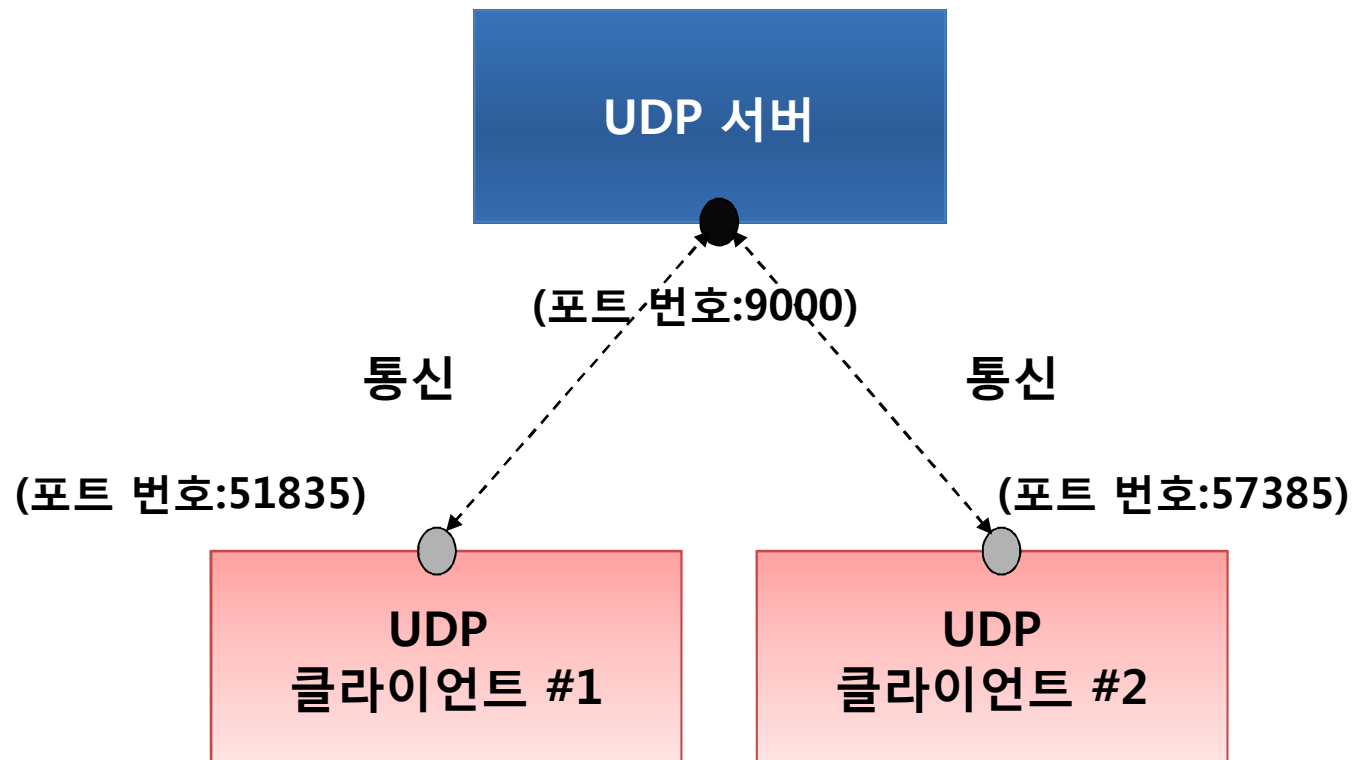 UDP 서버
(포트 번호:9000)
통신
통신
(포트 번호:51835)
(포트 번호:57385)
UDP
클라이언트 #1
UDP
클라이언트 #2